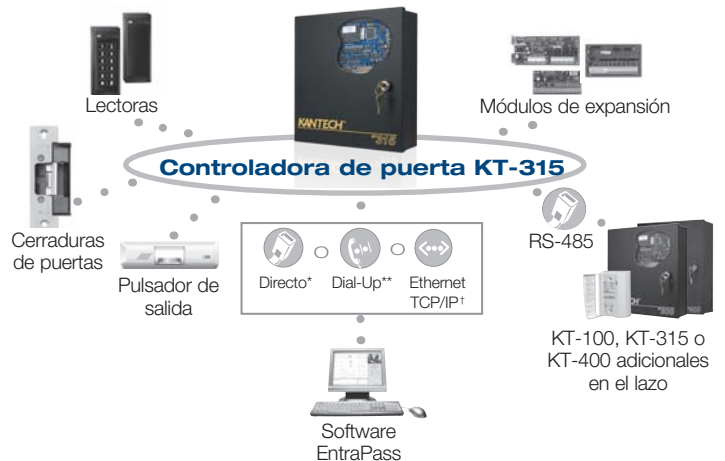 Lectoras
KANTECH
315
Módulos de expansión
Controladora de puerta KT-315
Cerraduras
de puertas
Pulsador de
salida
Directo*
O
Dial-Up**
O
Ethernet
TCP/IP†
RS-485
KT-100, KT-315 o
KT-400 adicionales
en el lazo
Software
EntraPass